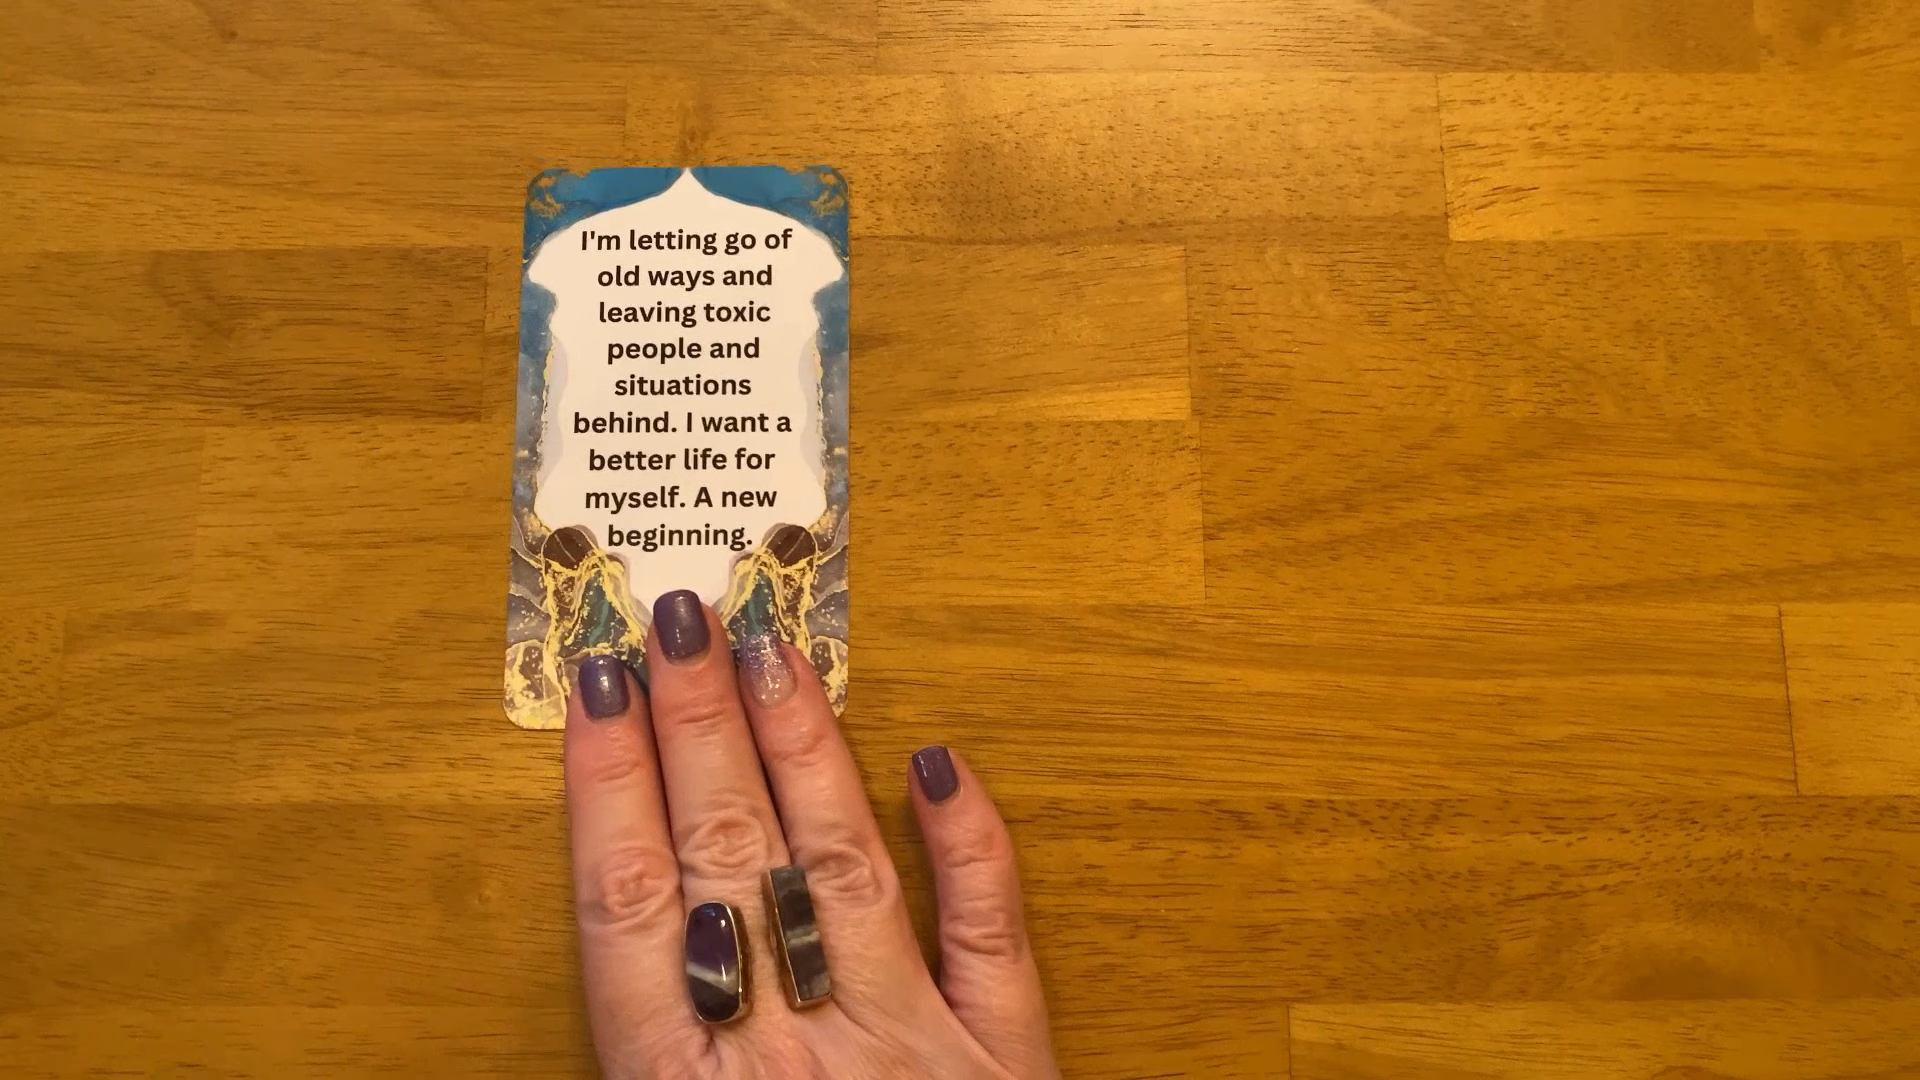 I'm letting go of
old ways and
leaving toxic
people and
situations
behind. I want a
better life for
myself. A new
beginning.